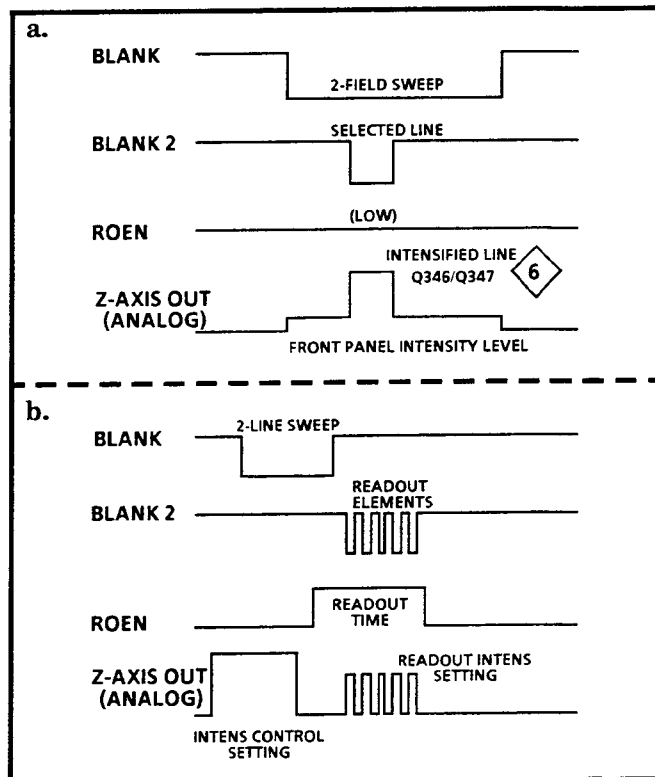 a.
BLANK
2-FIELD SWEEP
SELECTED LINE
BLANK 2
(LOW)
ROEN
INTENSIFIED LINE
Q346/Q347
6
Z-AXIS OUT
(ANALOG)
FRONT PANEL INTENSITY LEVEL
b.
2-LINE SWEEP
BLANK
READOUT
ELEMENTS
BLANK 2
READOUT
TIME
ROEN
READOUT INTENS
SETTING
Z-AXIS OUT
(ANALOG)
INTENS CONTROL
SETTING